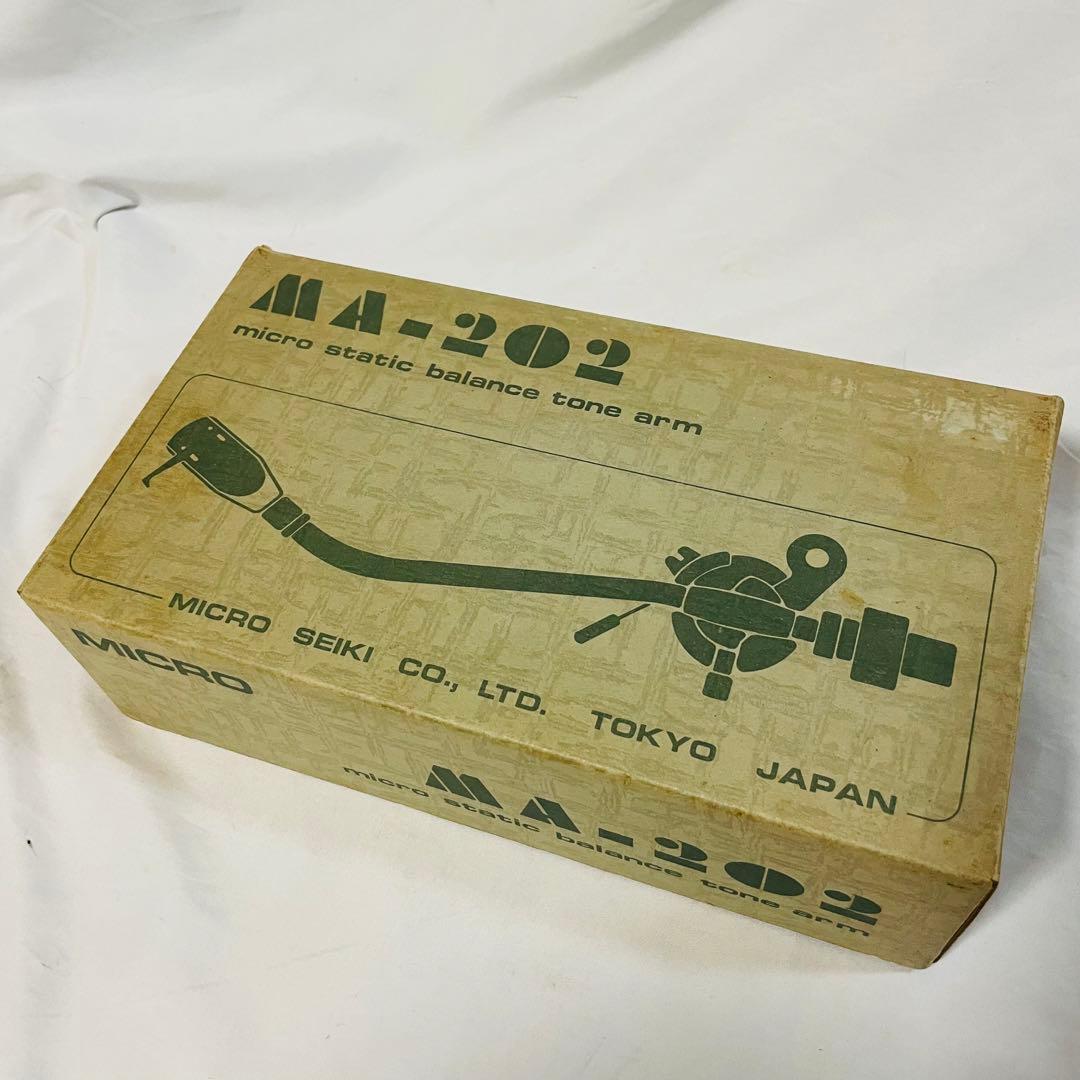 MA-202
micro static balance tone arm
MICRO SEIKI CO., LTD. TOKYO JAPAN
MICRO
MA-202
micro static balance tone arm